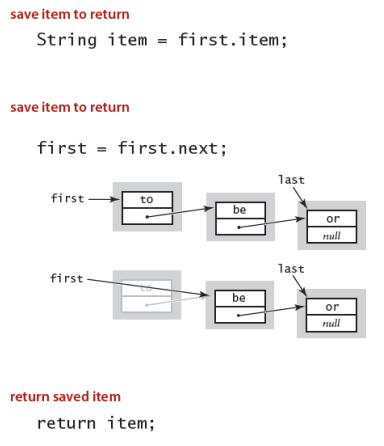 save item to return
String item = first.item;
save item to return
first = first.next;
last
first
to
be
or
null
last
first
to
be
or
null
return saved item
return item;